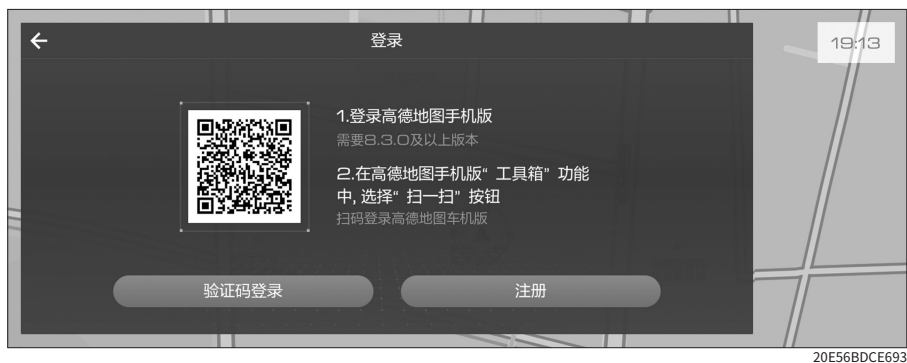 登录
19:13
1.登录高德地图手机版
需要8.3.0及以上版本
2.在高德地图手机版“ 工具箱” 功能
中, 选择“ 扫一扫” 按钮
扫码登录高德地图车机版
验证码登录
注册
20E56BDCE693